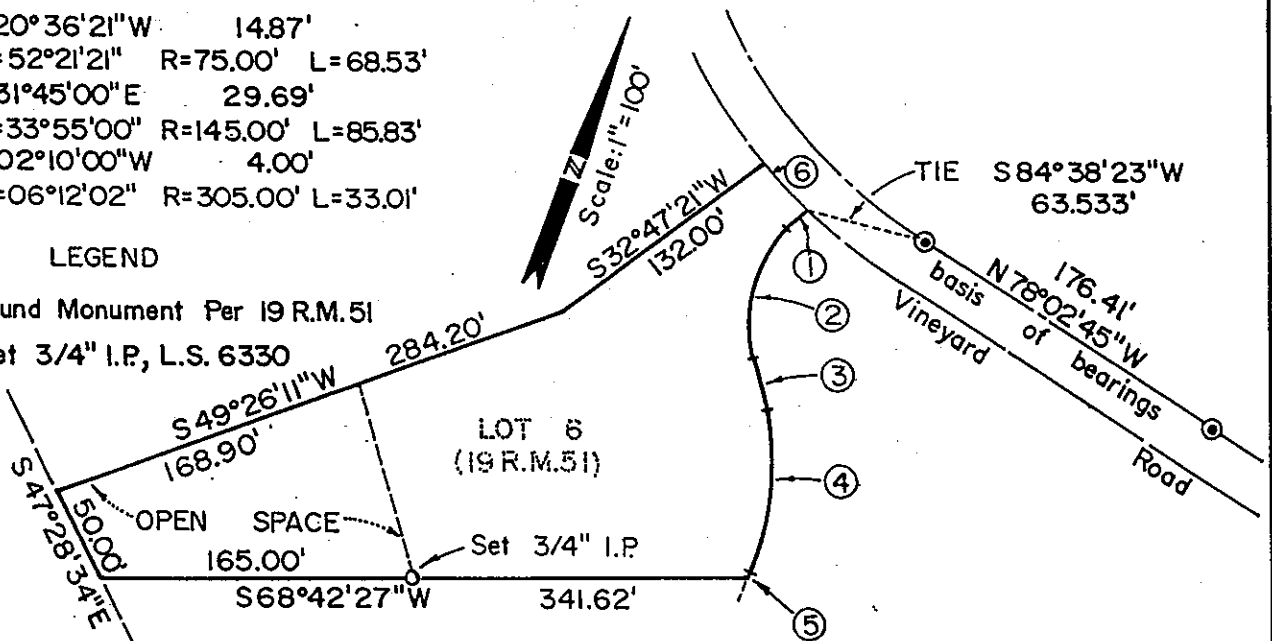 20°36'21"W 14.87'
=52°21'21" R=75.00' L=68.53'
31°45'00"E 29.69'
=33°55'00" R=145.00' L=85.83'
02°10'00"W 4.00'
=06°12'02" R=305.00' L=33.01'
LEGEND
und Monument Per 19 R.M.51
et 3/4" I.P., L.S. 6330
N
Scale:1"=100'
S32°47'21"W
132.00'
6
TIE S84°38'23"W
63.533'
1
2
3
4
5
176.41'
N78°02'45"W
basis of bearings
Vineyard Road
284.20'
S49°26'11"W
168.90'
LOT 6
(19 R.M.51)
S47°28'34"E
50.00'
OPEN SPACE
165.00'
Set 3/4" I.P.
S68°42'27"W 341.62'